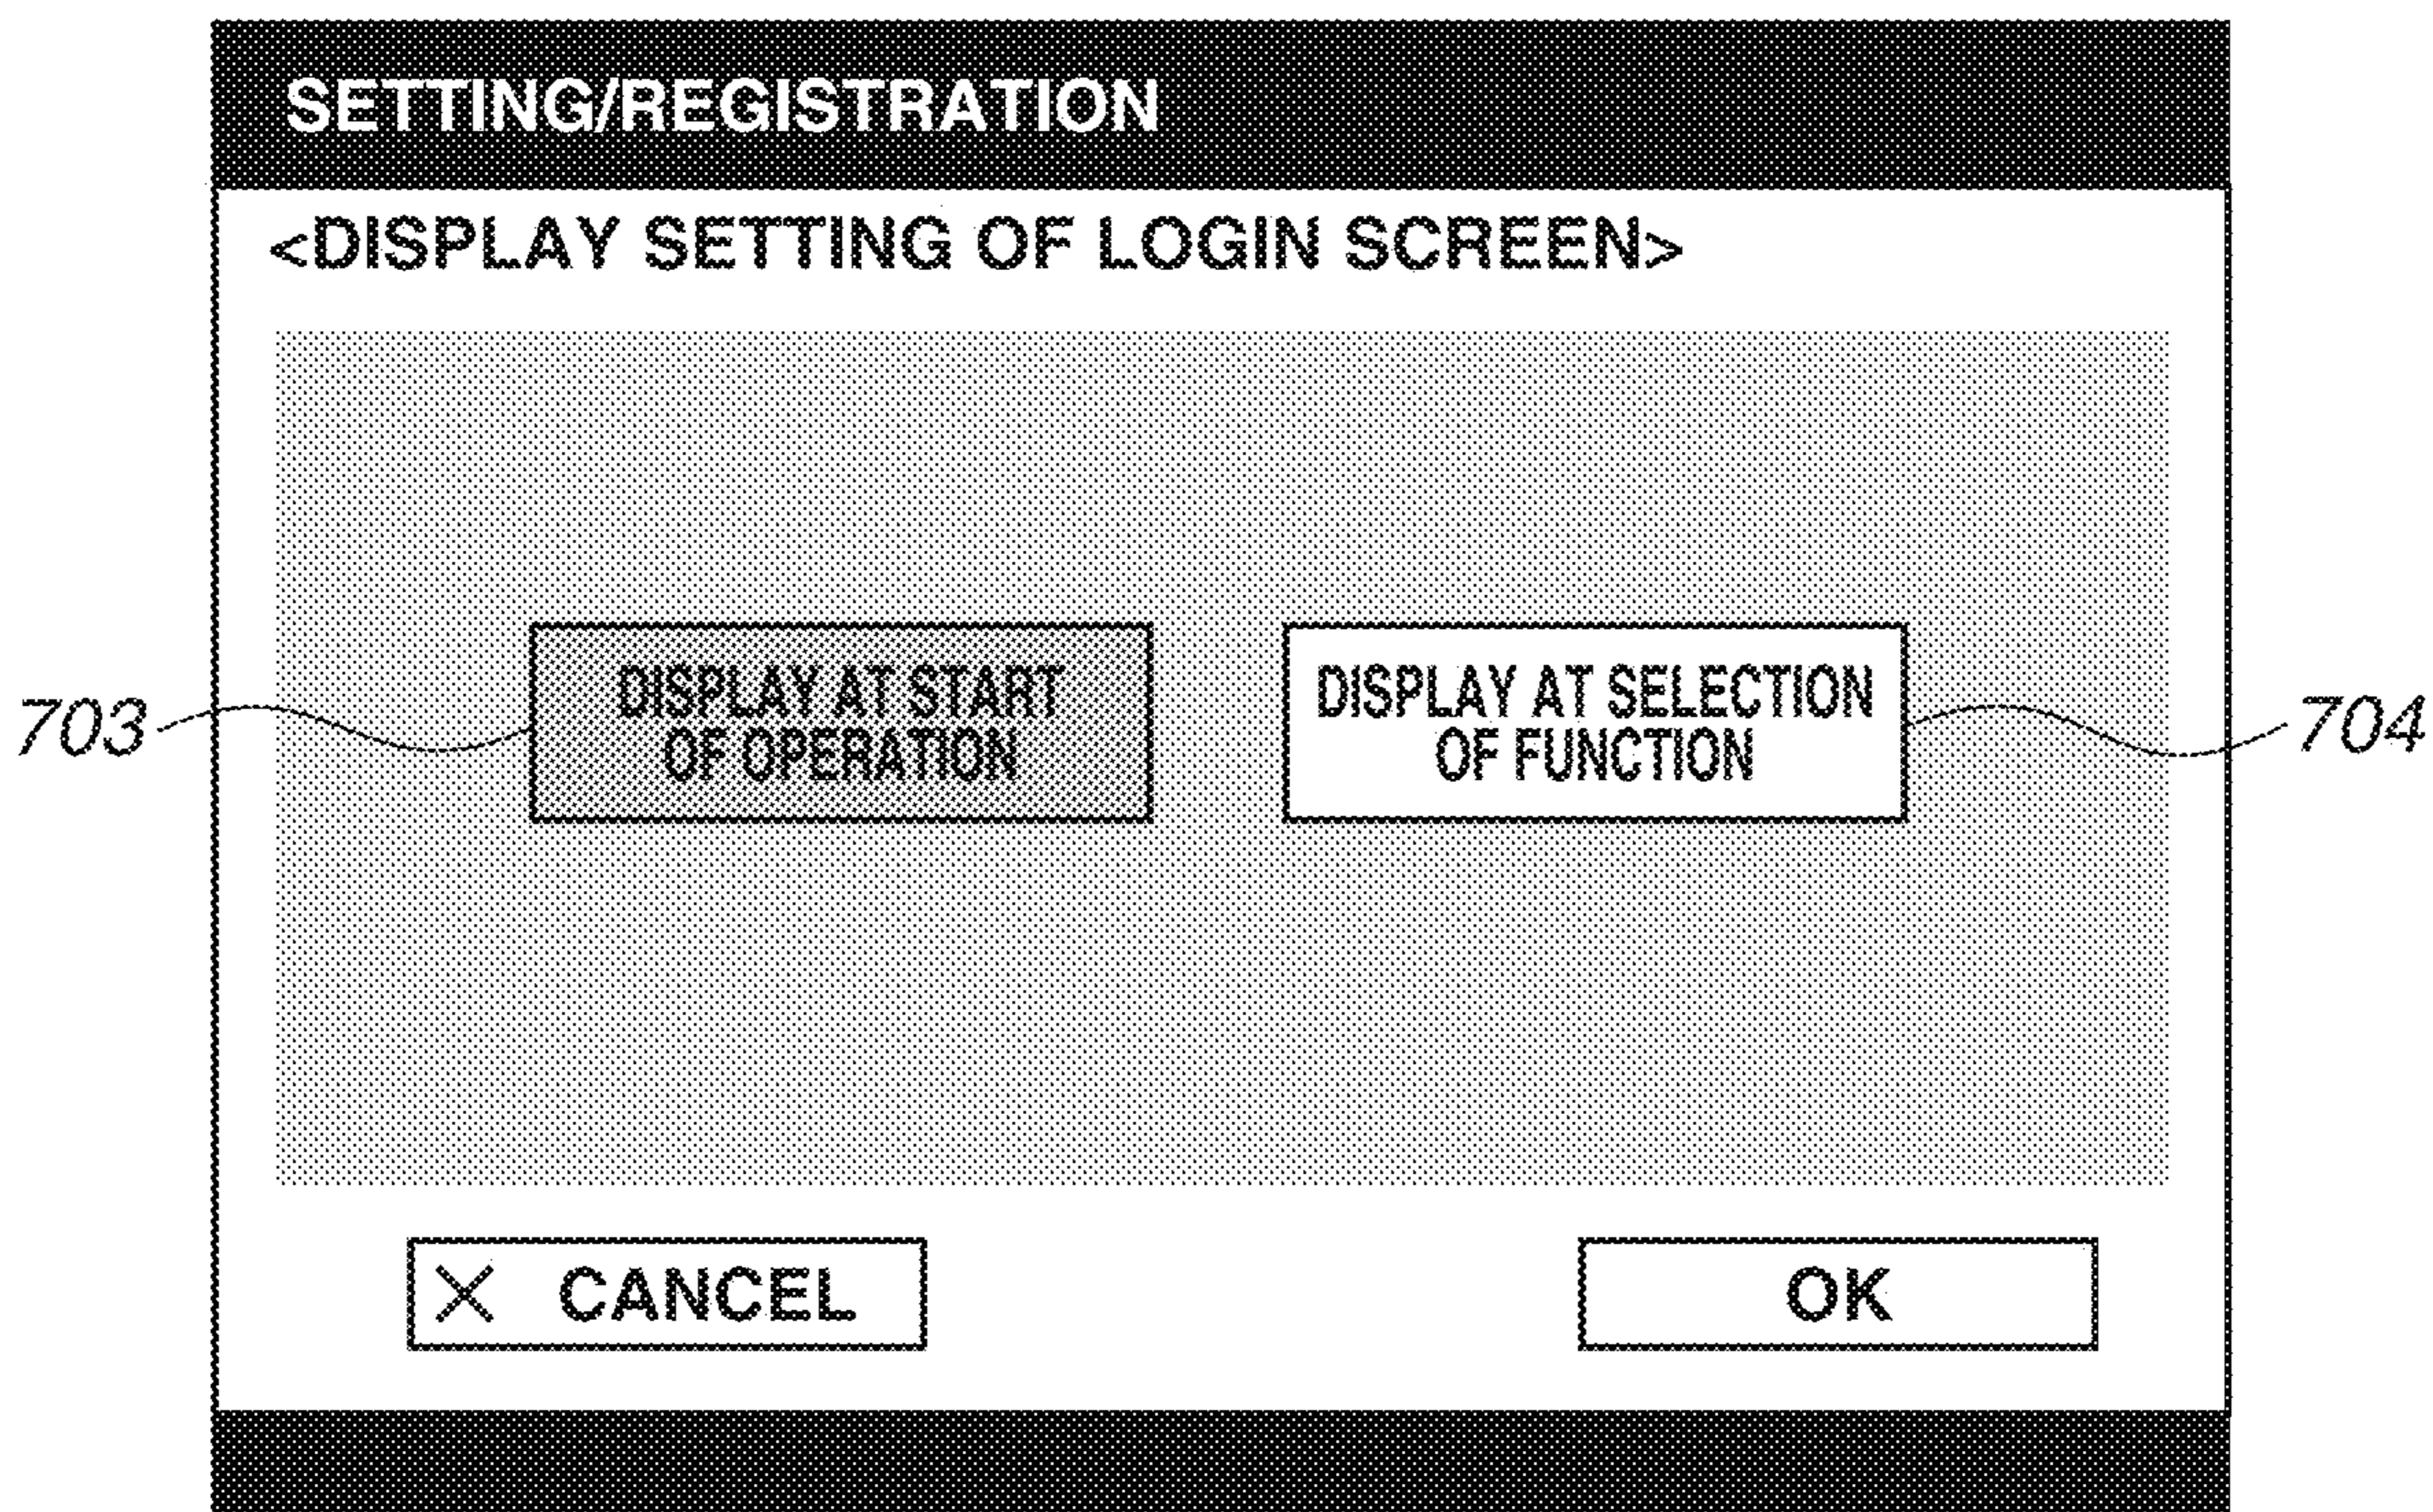 SETTING/REGISTRATION
<DISPLAY SETTING OF LOGIN SCREEN>
DISPLAY AT START
OF OPERATION
DISPLAY AT SELECTION
OF FUNCTION
703
704
× CANCEL
OK